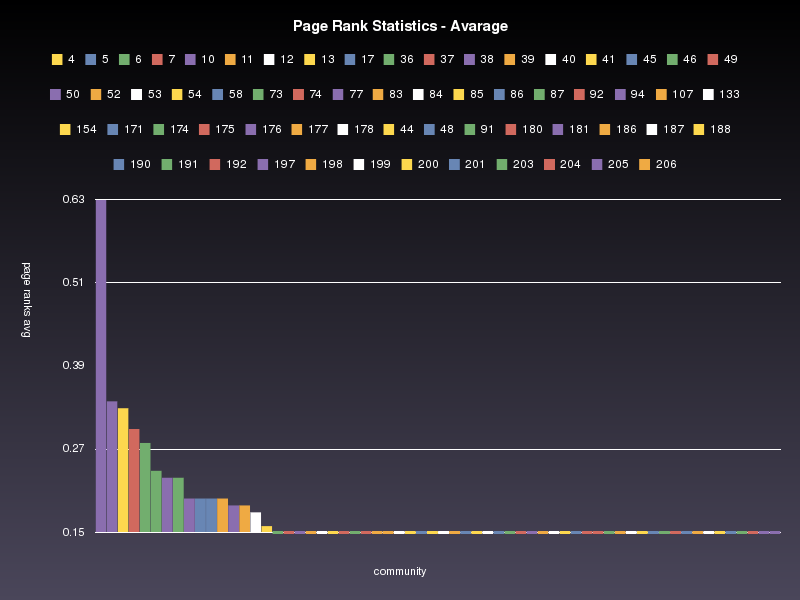 Page Rank Statistics - Avarage
4 5 6 7 10 11 12 13 17 36 37 38 39 40 41 45 46 49
50 52 53 54 58 73 74 77 83 84 85 86 87 92 94 107 133
154 171 174 175 176 177 178 44 48 91 180 181 186 187 188
190 191 192 197 198 199 200 201 203 204 205 206
0.63
0.51
page ranks avg
0.39
0.27
0.15
community